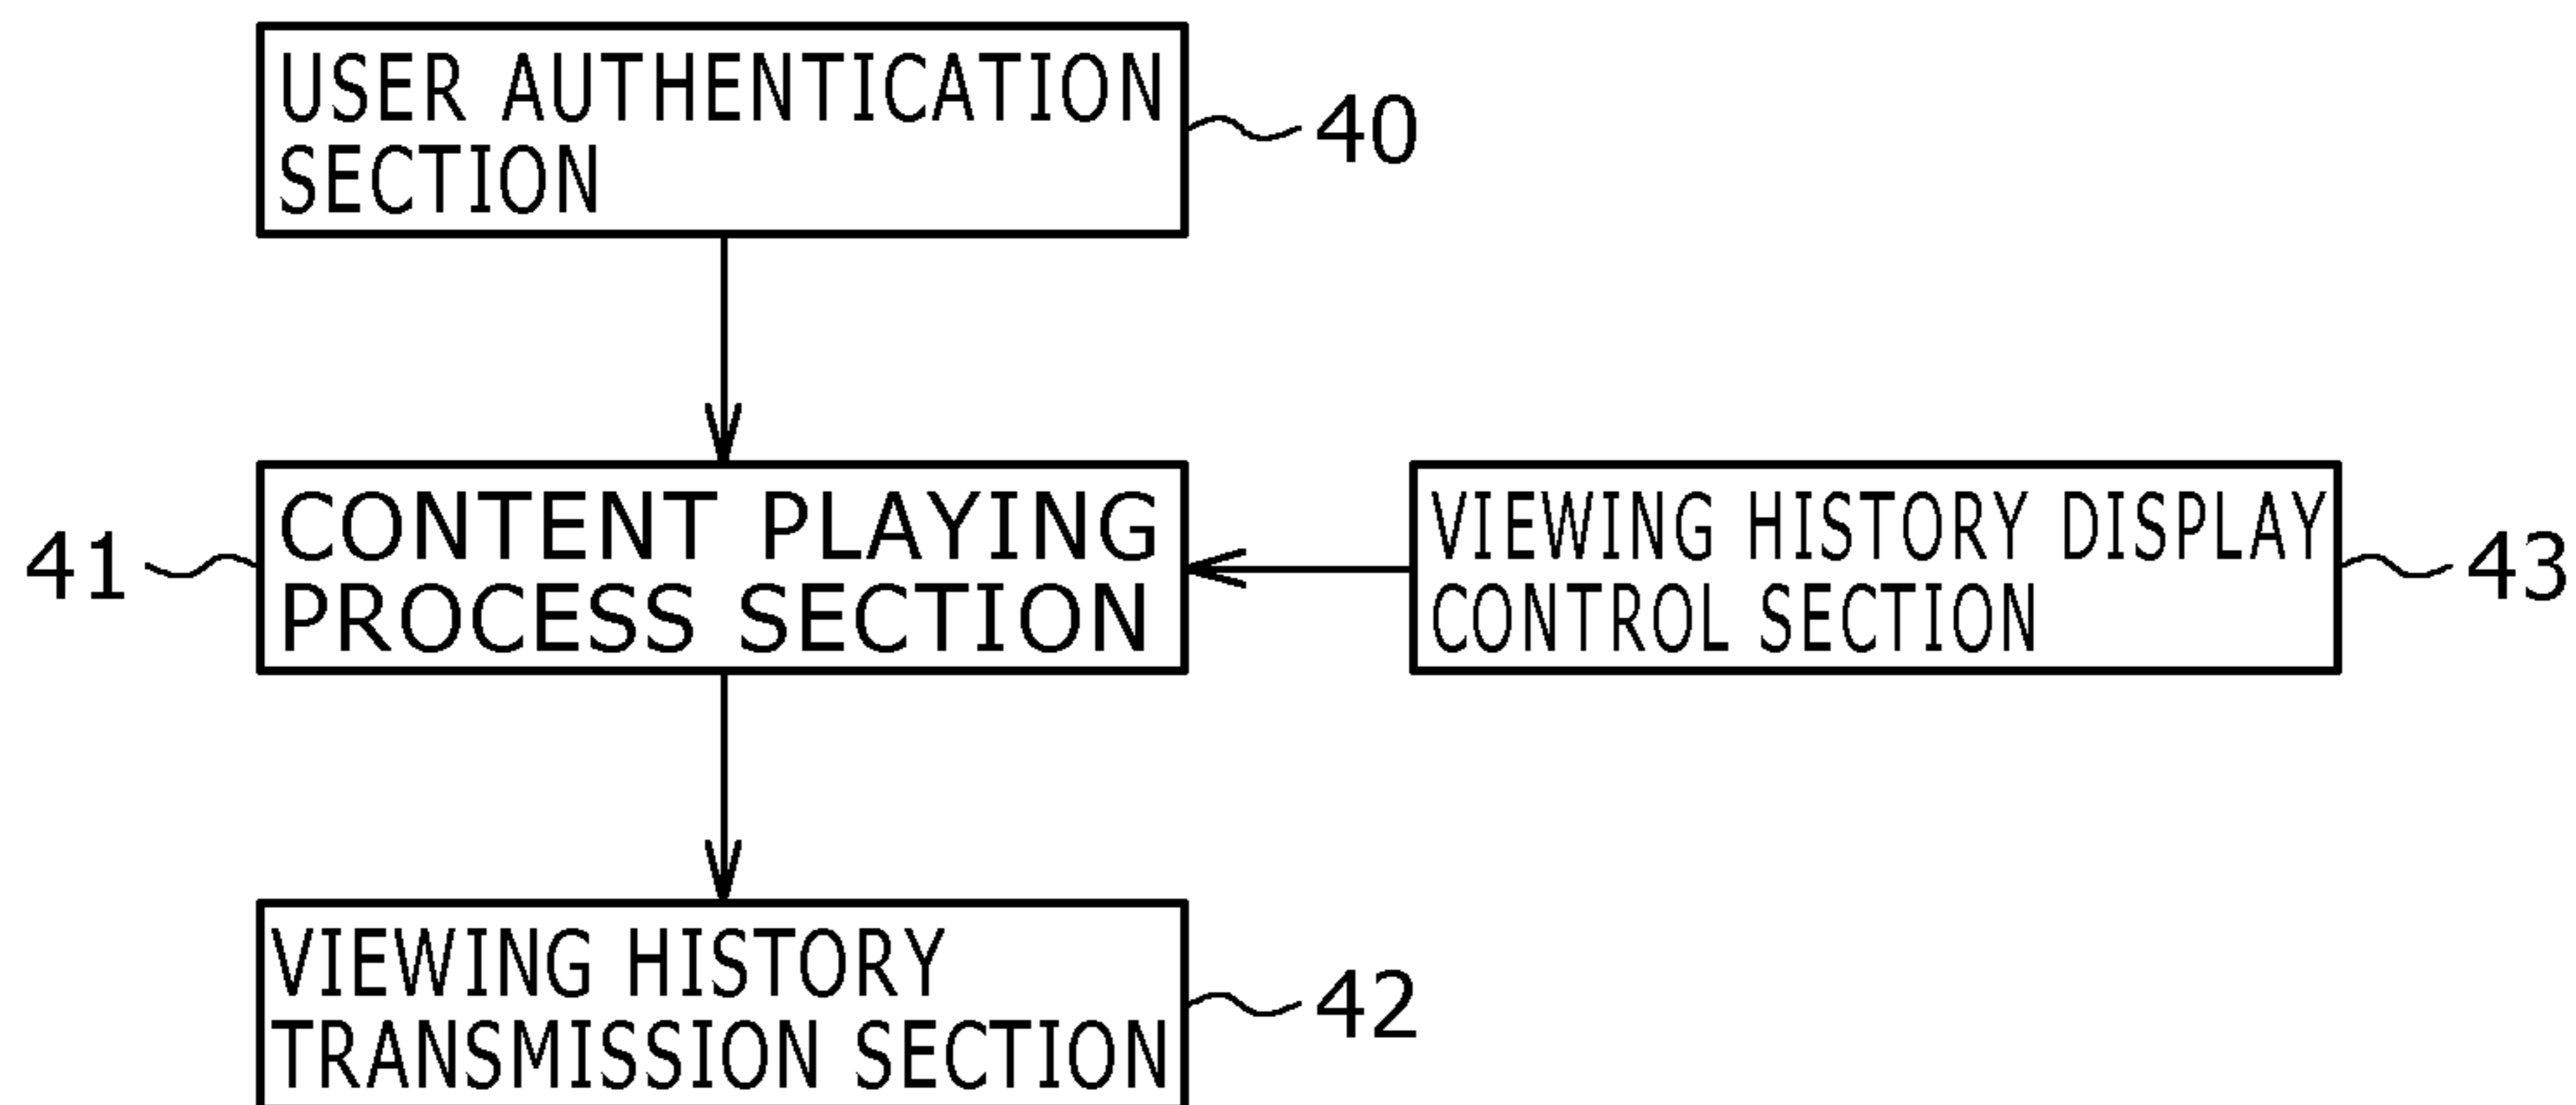 USER AUTHENTICATION
SECTION
40
41
CONTENT PLAYING
PROCESS SECTION
VIEWING HISTORY DISPLAY
CONTROL SECTION
43
VIEWING HISTORY
TRANSMISSION SECTION
42